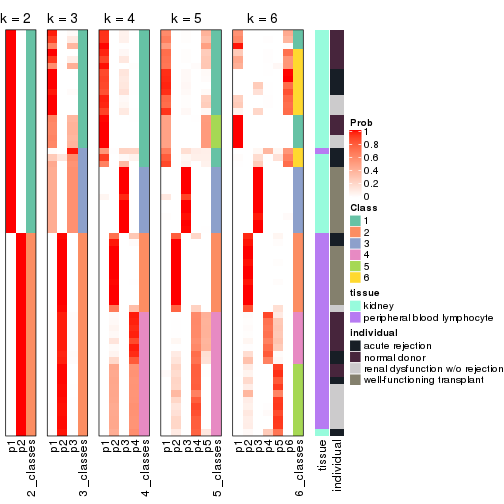 k = 2
k = 3
k = 4
k = 5
k = 6
p1
p2
2_classes
p1
p2
p3
3_classes
p1
p2
p3
p4
4_classes
p1
p2
p3
p4
p5
5_classes
p1
p2
p3
p4
p5
p6
6_classes
tissue
individual
Prob
1
0.8
0.6
0.4
0.2
0
Class
1
2
3
4
5
6
tissue
kidney
peripheral blood lymphocyte
individual
acute rejection
normal donor
renal dysfunction w/o rejection
well-functioning transplant